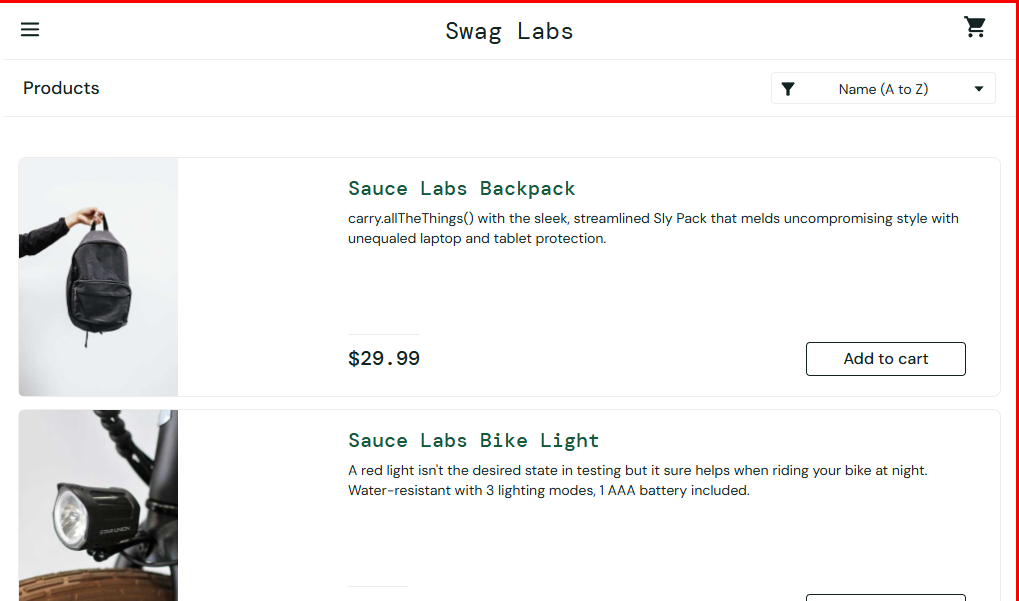 Swag Labs
Products
Name (A to Z)
Sauce Labs Backpack
carry.allTheThings() with the sleek, streamlined Sly Pack that melds uncompromising style with
unequaled laptop and tablet protection.
$29.99
Add to cart
Sauce Labs Bike Light
A red light isn't the desired state in testing but it sure helps when riding your bike at night.
Water-resistant with 3 lighting modes, 1 AAA battery included.